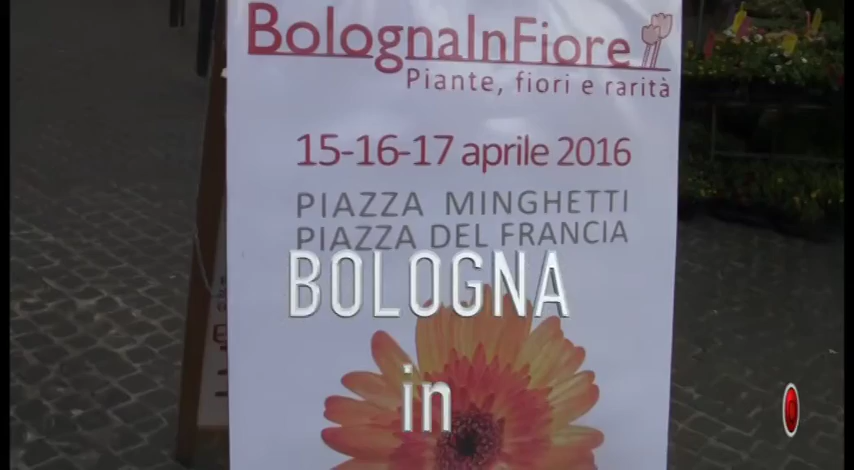 BolognaInFiore
Piante, fiori e rarità
15-16-17 aprile 2016
PIAZZA MINGHETTI
PIAZZA DEL FRANCIA
BOLOGNA
in